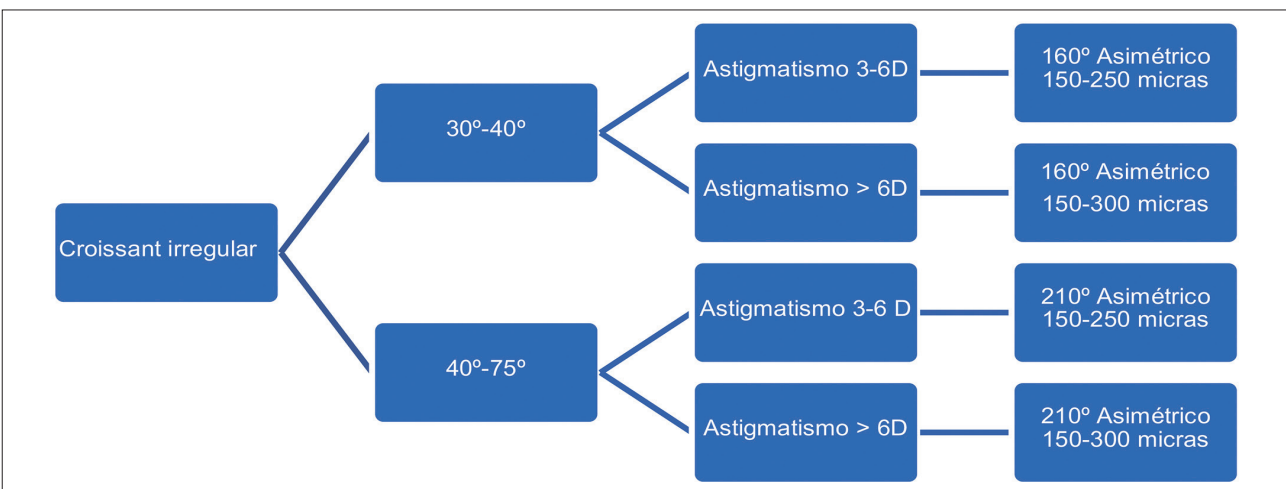 Croissant irregular
30º-40º
Astigmatismo 3-6D
160º Asimétrico
150-250 micras
Astigmatismo > 6D
160º Asimétrico
150-300 micras
40º-75º
Astigmatismo 3-6 D
210º Asimétrico
150-250 micras
Astigmatismo > 6D
210º Asimétrico
150-300 micras